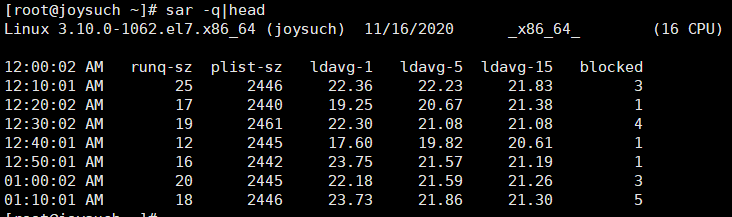 [root@joysuch ~]# sar -q|head
Linux 3.10.0-1062.el7.x86_64 (joysuch) 11/16/2020 _x86_64_ (16 CPU)
12:00:02 AM runq-sz plist-sz ldavg-1 ldavg-5 ldavg-15 blocked
12:10:01 AM 25 2446 22.36 22.23 21.83 3
12:20:02 AM 17 2440 19.25 20.67 21.38 1
12:30:02 AM 19 2461 22.30 21.08 21.08 4
12:40:01 AM 12 2445 17.60 19.82 20.61 1
12:50:01 AM 16 2442 23.75 21.57 21.19 1
01:00:02 AM 20 2445 22.18 21.59 21.26 3
01:10:01 AM 18 2446 23.73 21.86 21.30 5
[root@joysuch ~]#